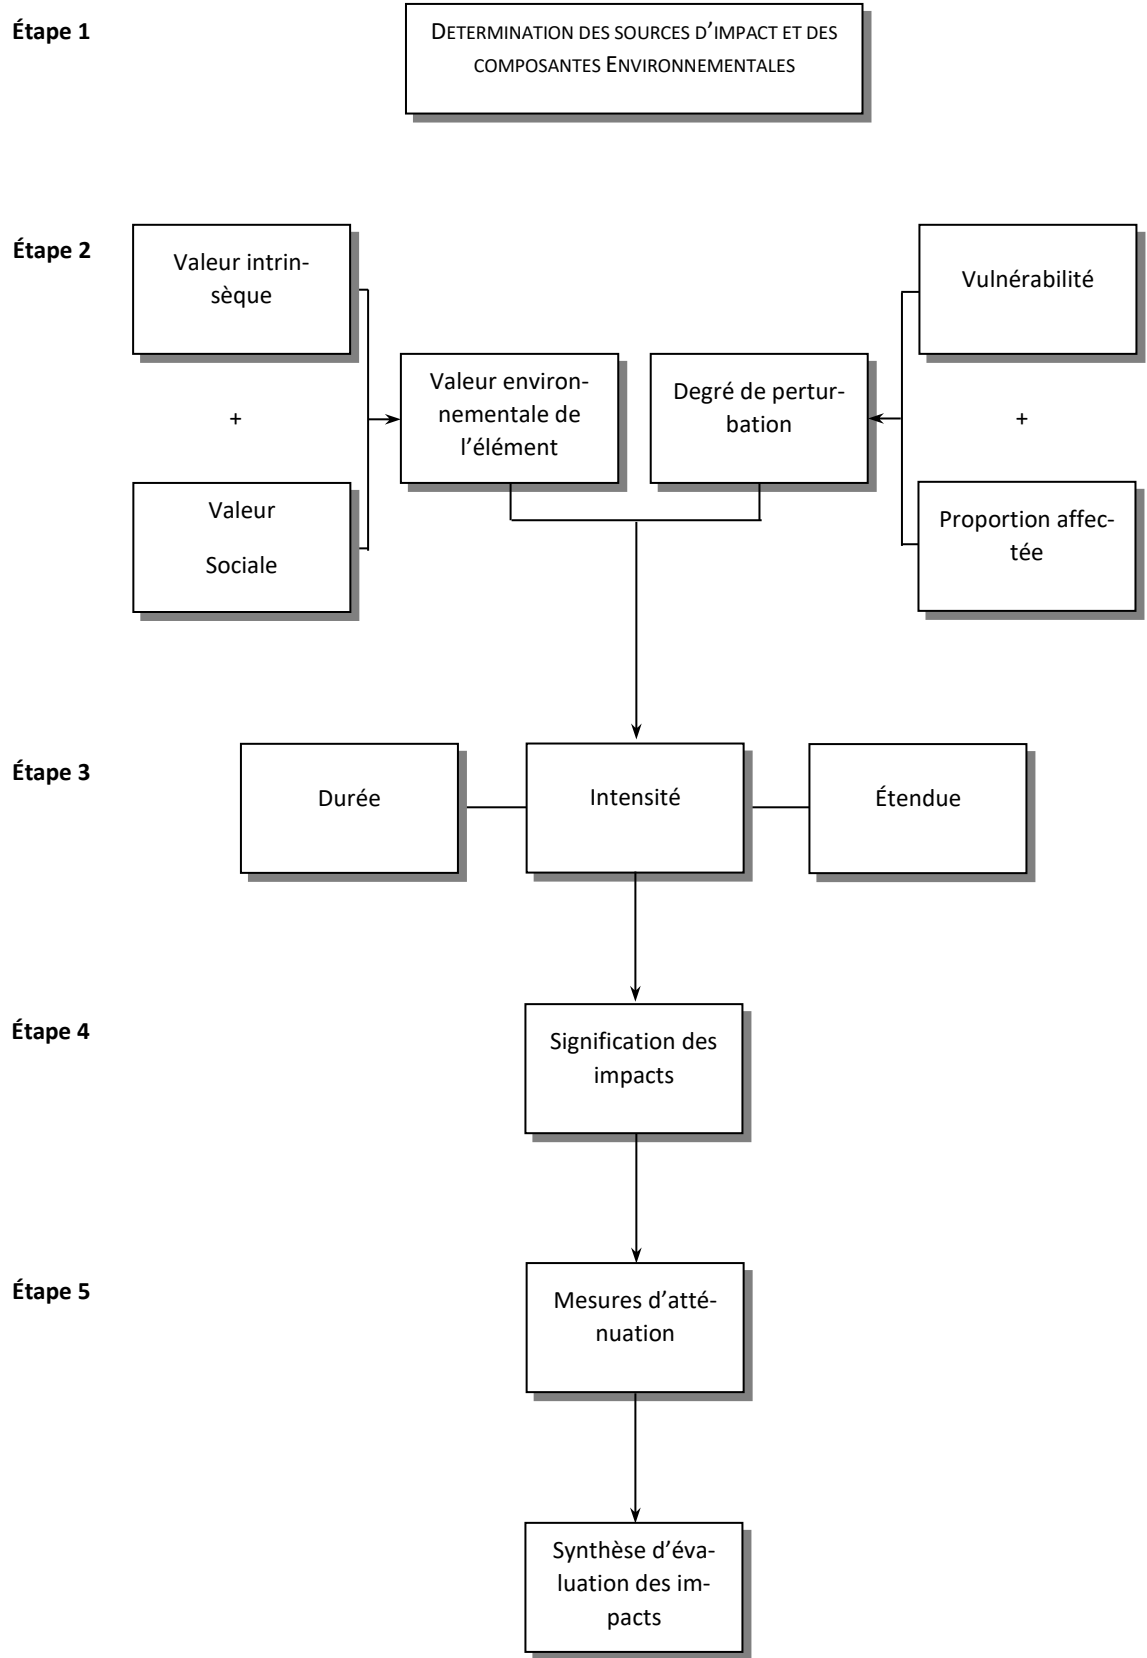 Étape 1
DETERMINATION DES SOURCES D’IMPACT ET DES
COMPOSANTES ENVIRONNEMENTALES
Étape 2
Valeur intrin-
sèque
+
Valeur
Sociale
Valeur environ-
nementale de
l’élément
Degré de pertur-
bation
Vulnérabilité
+
Proportion affec-
tée
Étape 3
Durée
Intensité
Étendue
Étape 4
Signification des
impacts
Étape 5
Mesures d’atté-
nuation
Synthèse d’éva-
luation des im-
pacts